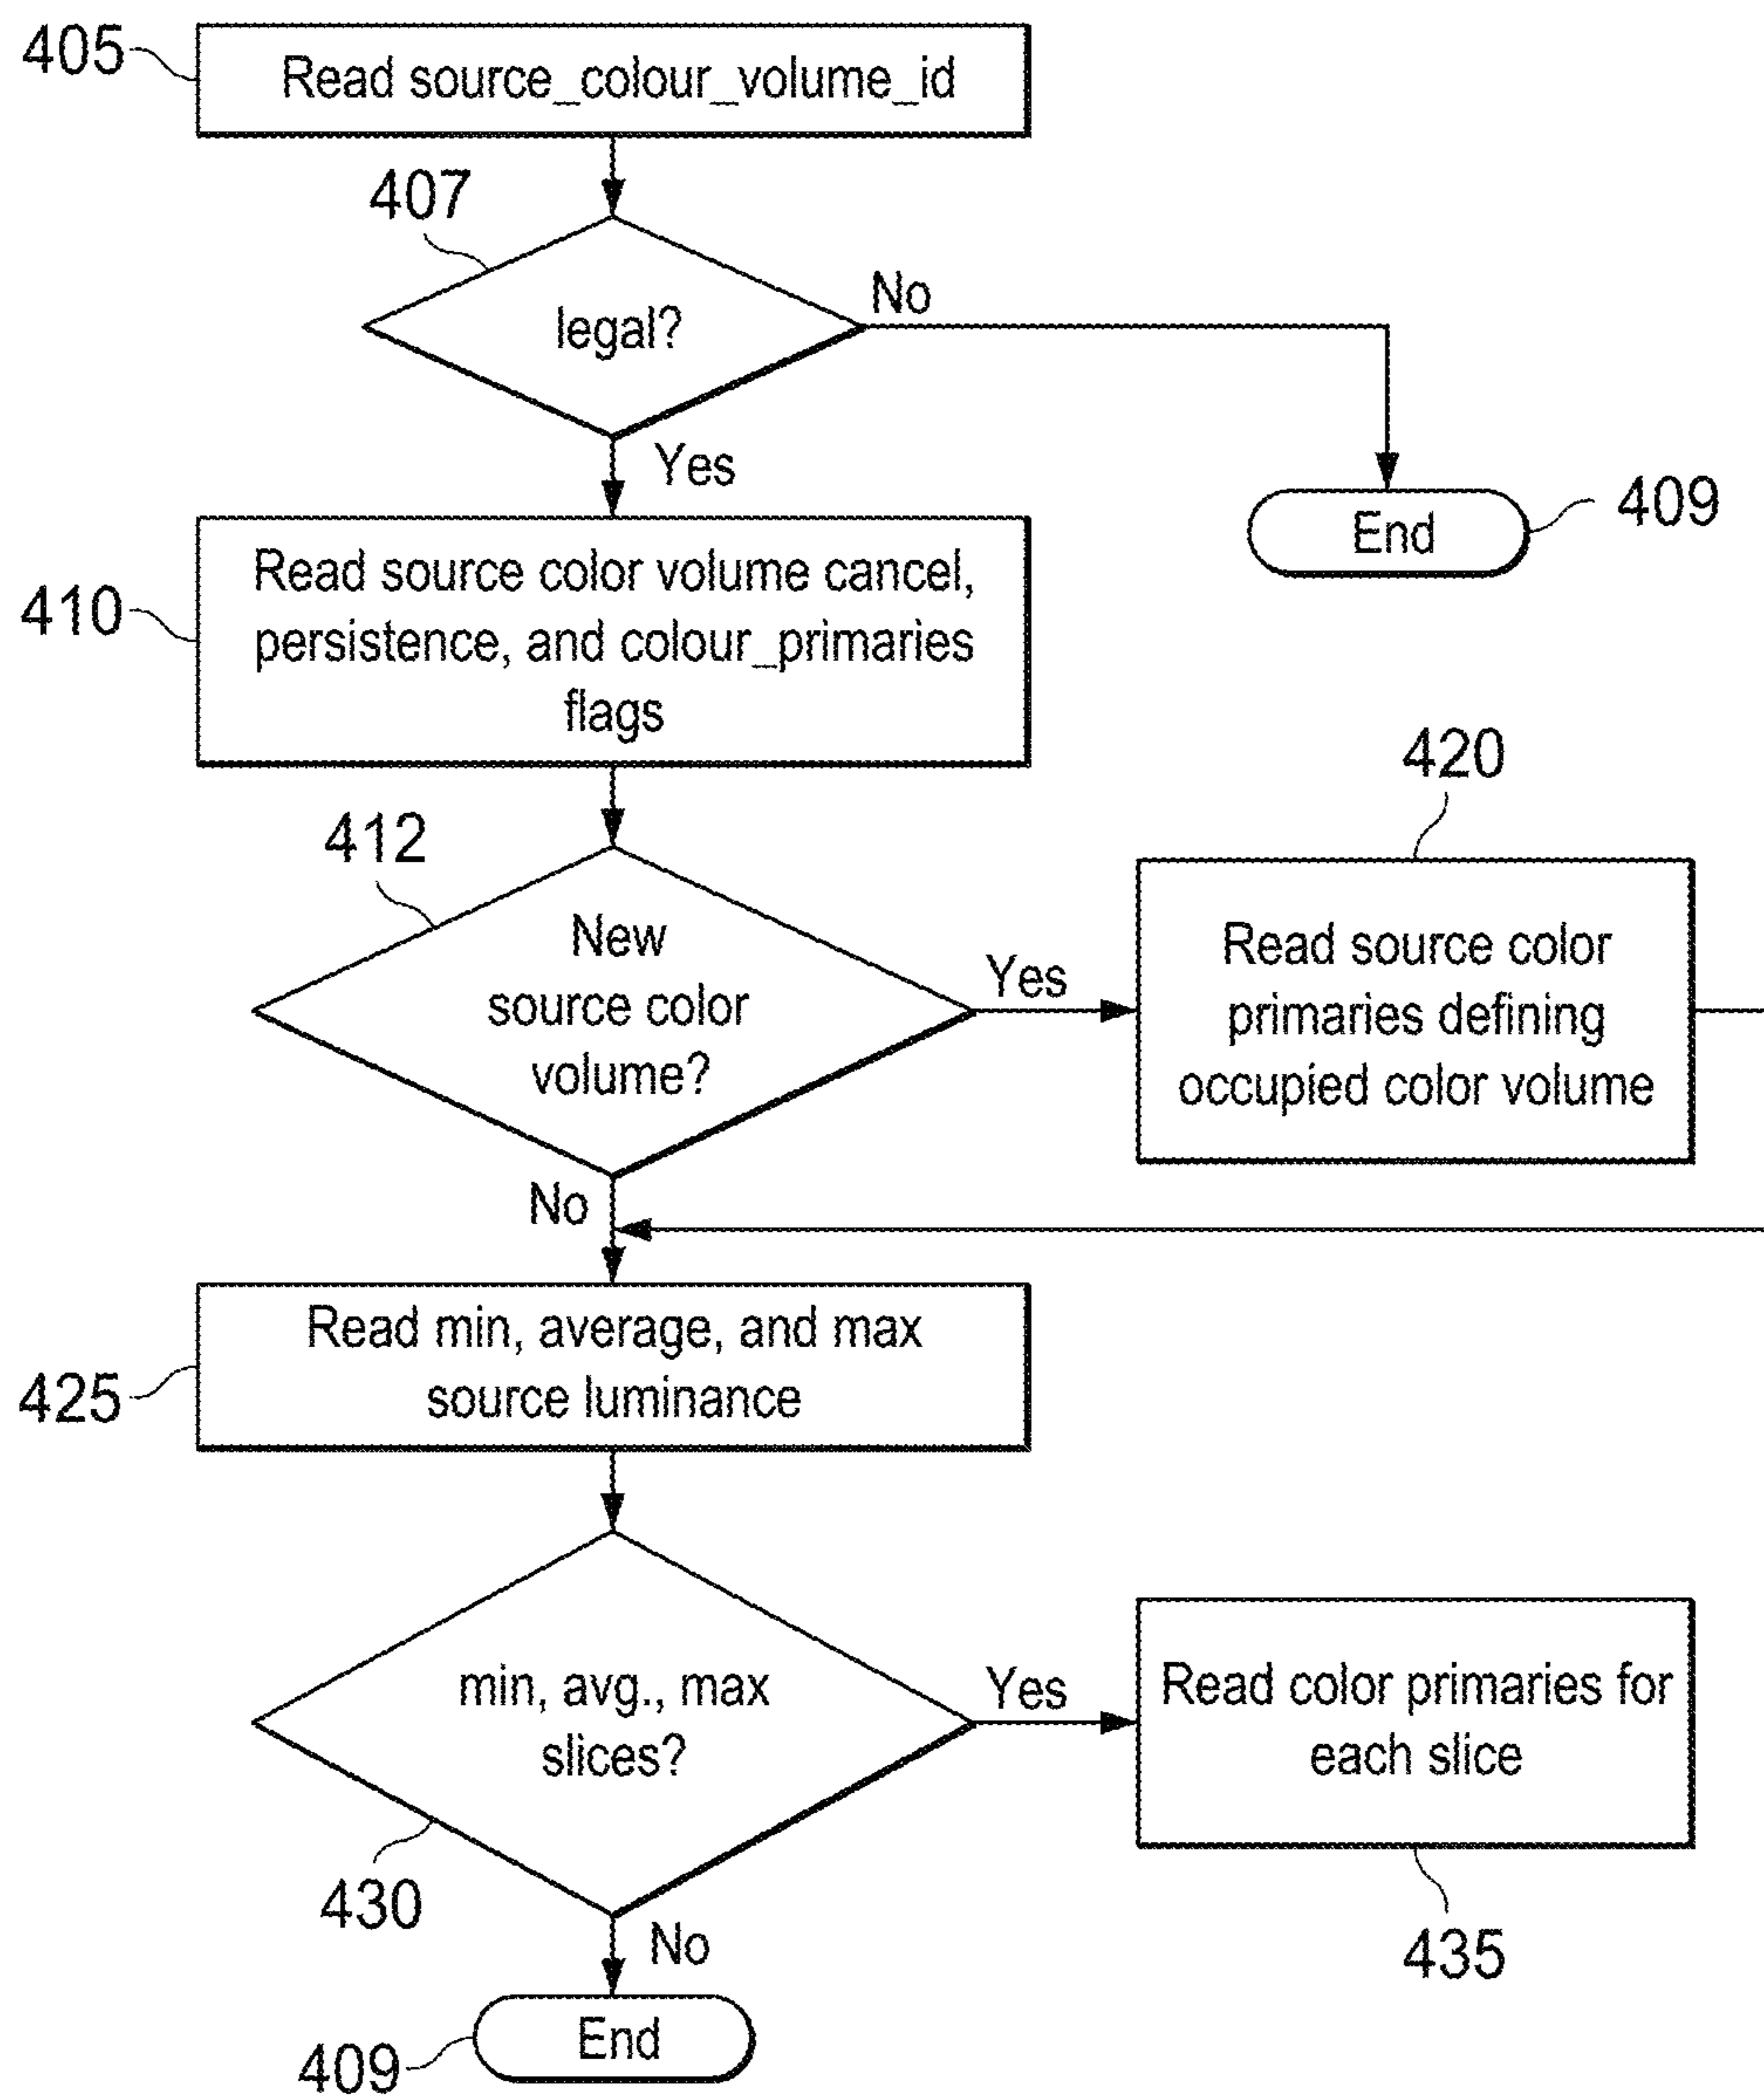 405
Read source_colour_volume_id
407
legal?
No
Yes
End
409
410
Read source color volume cancel,
persistence, and colour_primaries
flags
412
New
source color
volume?
Yes
420
Read source color
primaries defining
occupied color volume
No
425
Read min, average, and max
source luminance
430
min, avg., max
slices?
Yes
Read color primaries for
each slice
435
No
End
409